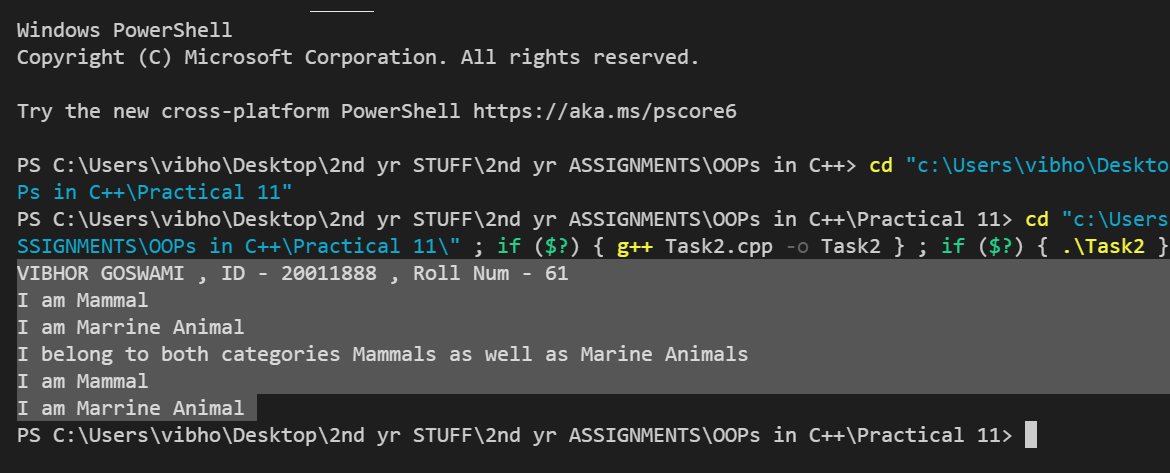 Windows PowerShell
Copyright (C) Microsoft Corporation. All rights reserved.
Try the new cross-platform PowerShell https://aka.ms/pscore6
PS C:\Users\vibho\Desktop\2nd yr STUFF\2nd yr ASSIGNMENTS\OOPs in C++> cd "c:\Users\vibho\Deskto
Ps in C++\Practical 11"
PS C:\Users\vibho\Desktop\2nd yr STUFF\2nd yr ASSIGNMENTS\OOPs in C++\Practical 11> cd "c:\Users
SSIGNMENTS\OOPs in C++\Practical 11\" ; if ($?) { g++ Task2.cpp -o Task2 } ; if ($?) { .\Task2 }
VIBHOR GOSWAMI , ID - 20011888 , Roll Num - 61
I am Mammal
I am Marrine Animal
I belong to both categories Mammals as well as Marine Animals
I am Mammal
I am Marrine Animal
PS C:\Users\vibho\Desktop\2nd yr STUFF\2nd yr ASSIGNMENTS\OOPs in C++\Practical 11>